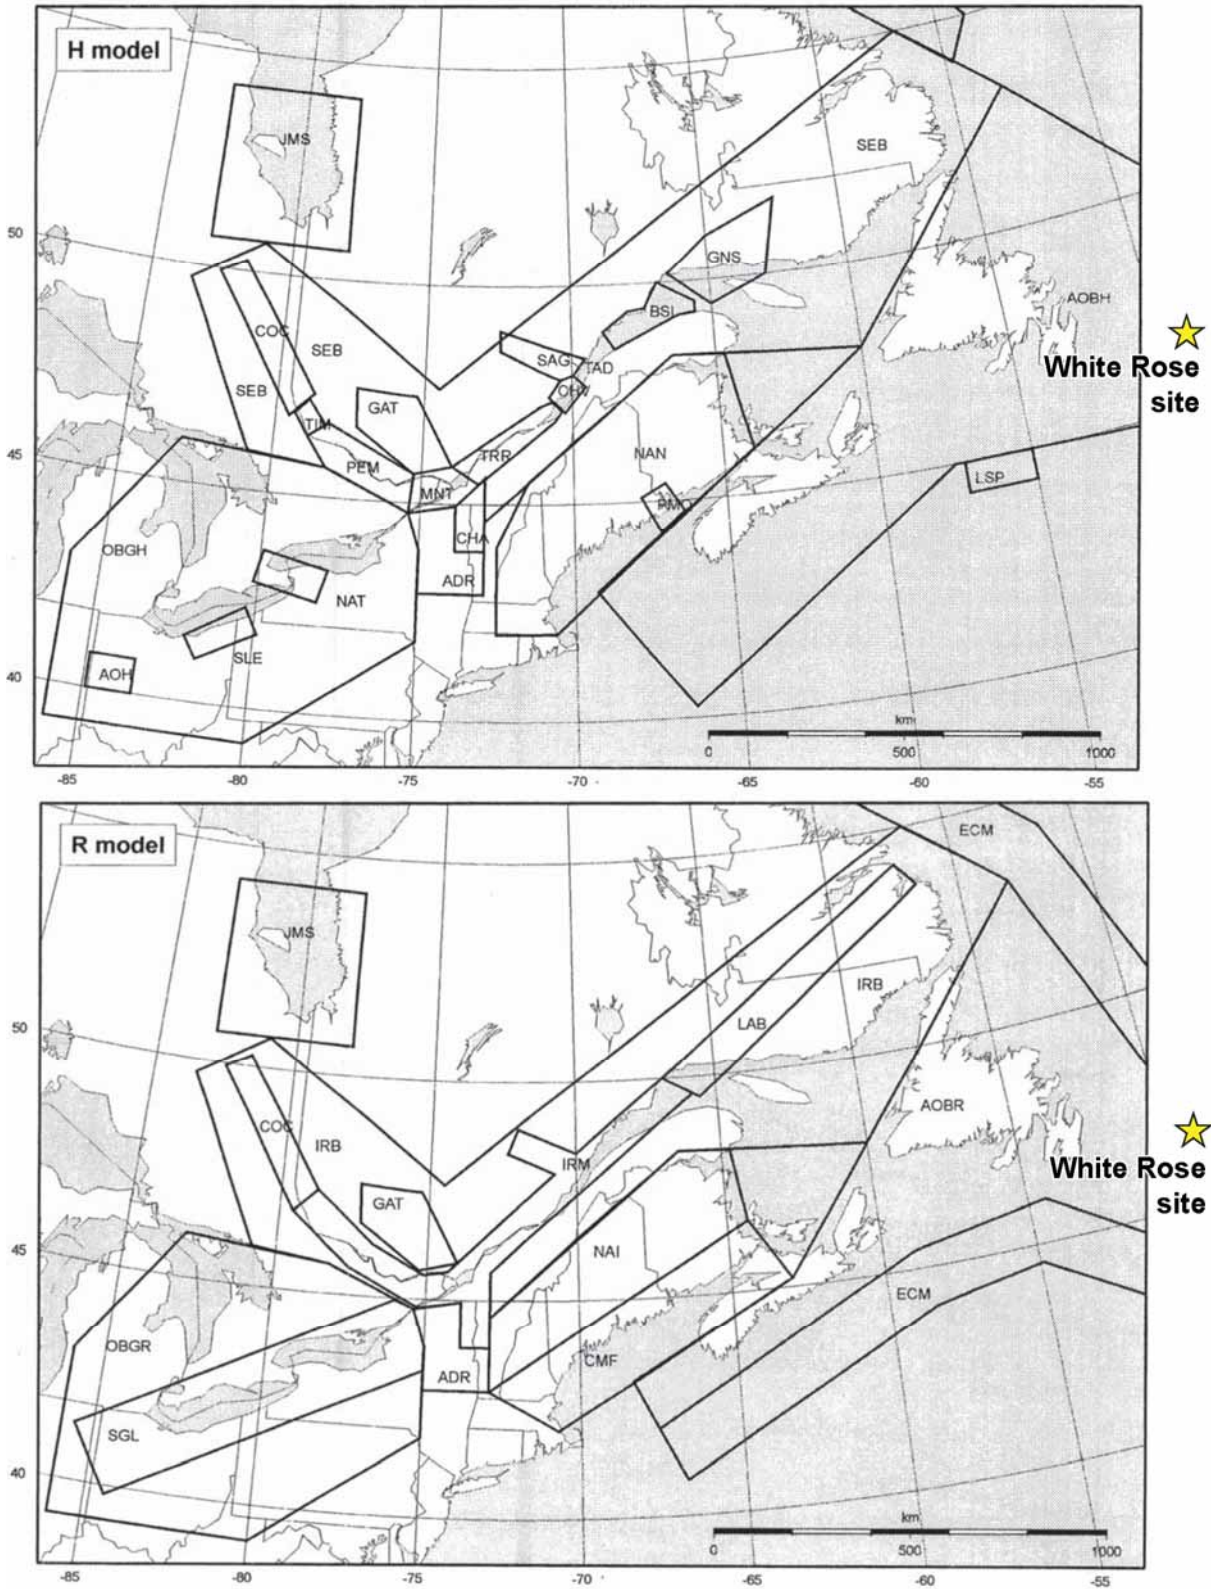 H model
JMS
SEB
50
GNS
BSL
AOBH
COC
SEB
SAG
TAD
White Rose
site
SEB
GAT
CHV
TIM
TRR
NAN
45
PEM
MNT
LSP
OBGH
CHA
ADR
NAT
SLE
40
AOH
km
0
500
1000
-85
-80
-75
-70
-65
-60
-55
R model
ECM
JMS
IRB
50
LAB
AOBR
COC
IRB
IRM
White Rose
site
GAT
NAI
45
ECM
OBGR
CMF
ADR
SGL
40
km
0
500
1000
-85
-80
-75
-70
-65
-60
-55